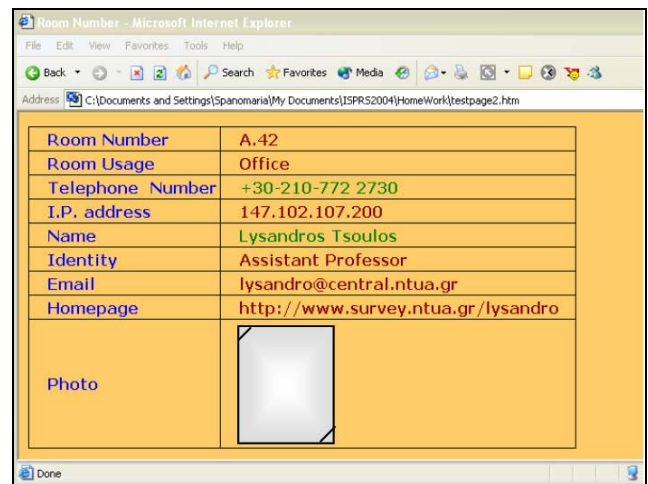 Room Number - Microsoft Internet Explorer
File Edit View Favorites Tools Help
Back Search Favorites Media
Address C:\Documents and Settings\Spanomaria\My Documents\ISPRS2004\HomeWork\testpage2.htm
Room Number A.42
Room Usage Office
Telephone Number +30-210-772 2730
I.P. address 147.102.107.200
Name Lysandros Tsoulos
Identity Assistant Professor
Email lysandro@central.ntua.gr
Homepage http://www.survey.ntua.gr/lysandro
Photo
Done